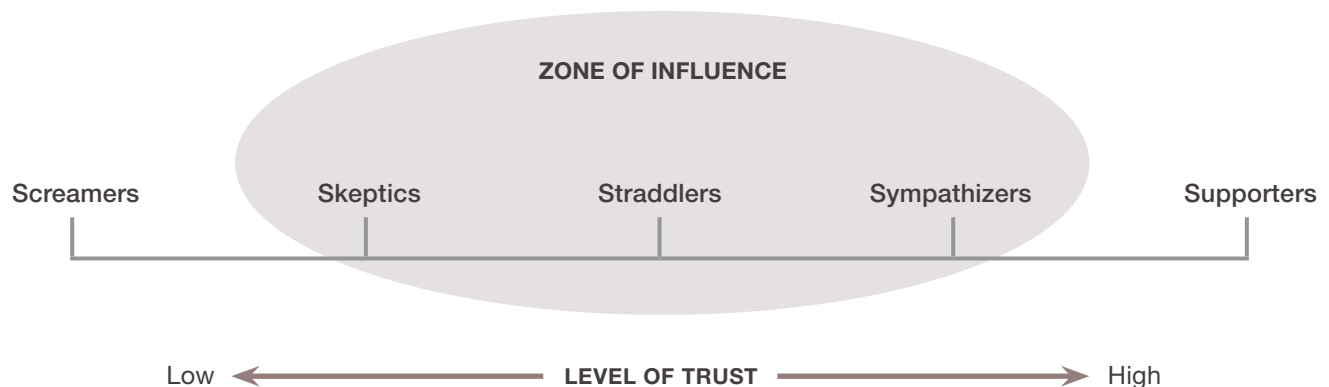 ZONE OF INFLUENCE
Screamers Skeptics Straddlers Sympathizers Supporters
Low LEVEL OF TRUST High